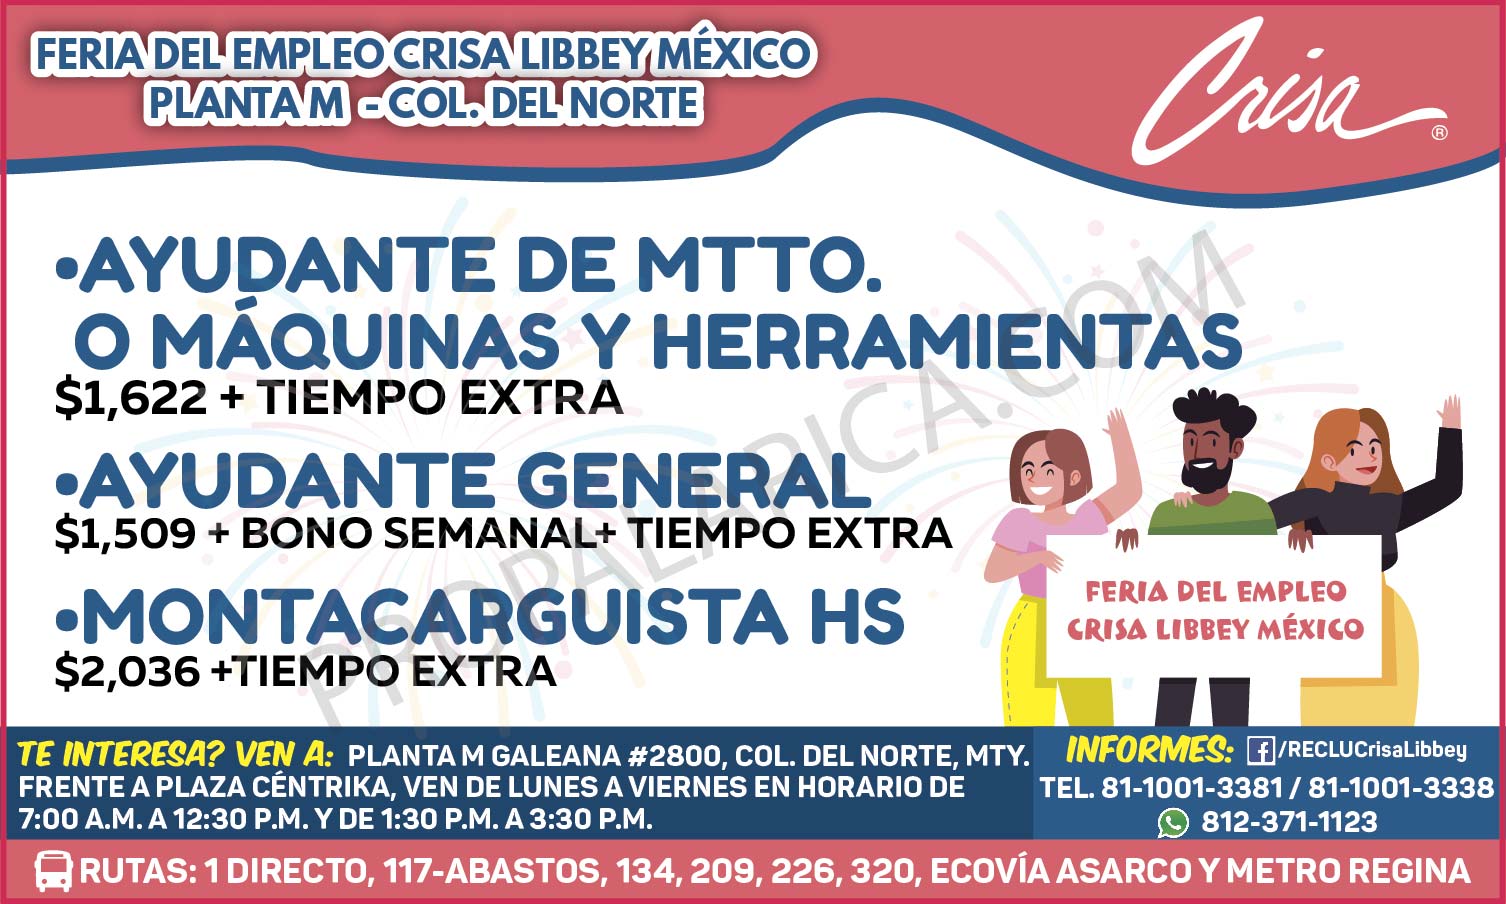 FERIA DEL EMPLEO CRISA LIBBEY MÉXICO
PLANTA M - COL. DEL NORTE
Crisa®
•AYUDANTE DE MTTO.
O MÁQUINAS Y HERRAMIENTAS
$1,622 + TIEMPO EXTRA
•AYUDANTE GENERAL
$1,509 + BONO SEMANAL+ TIEMPO EXTRA
•MONTACARGUISTA HS
$2,036 +TIEMPO EXTRA
PROPALARICA.COM
FERIA DEL EMPLEO
CRISA LIBBEY MÉXICO
TE INTERESA? VEN A: PLANTA M GALEANA #2800, COL. DEL NORTE, MTY.
FRENTE A PLAZA CÉNTRIKA, VEN DE LUNES A VIERNES EN HORARIO DE
7:00 A.M. A 12:30 P.M. Y DE 1:30 P.M. A 3:30 P.M.
INFORMES: f/RECLUCrisaLibbey
TEL. 81-1001-3381 / 81-1001-3338
812-371-1123
RUTAS: 1 DIRECTO, 117-ABASTOS, 134, 209, 226, 320, ECOVÍA ASARCO Y METRO REGINA